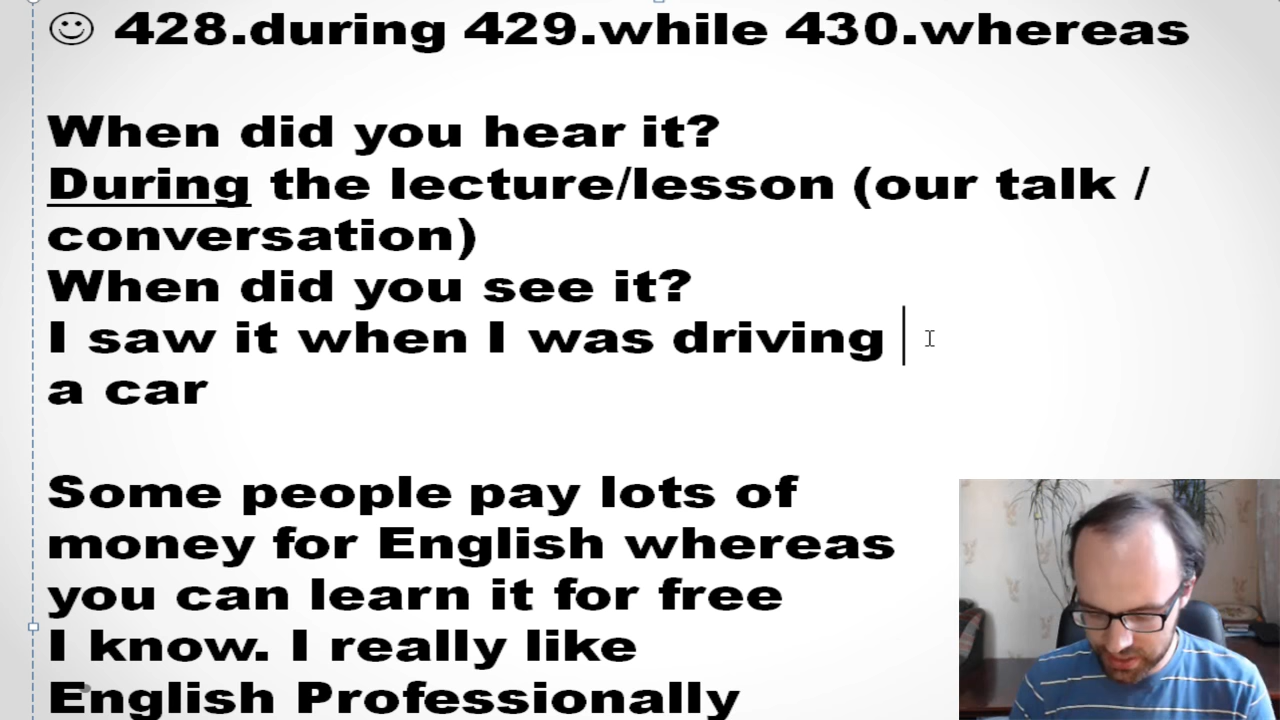 ☺ 428.during 429.while 430.whereas
When did you hear it?
During the lecture/lesson (our talk /
conversation)
When did you see it?
I saw it when I was driving
a car
Some people pay lots of
money for English whereas
you can learn it for free
I know. I really like
English Professionally